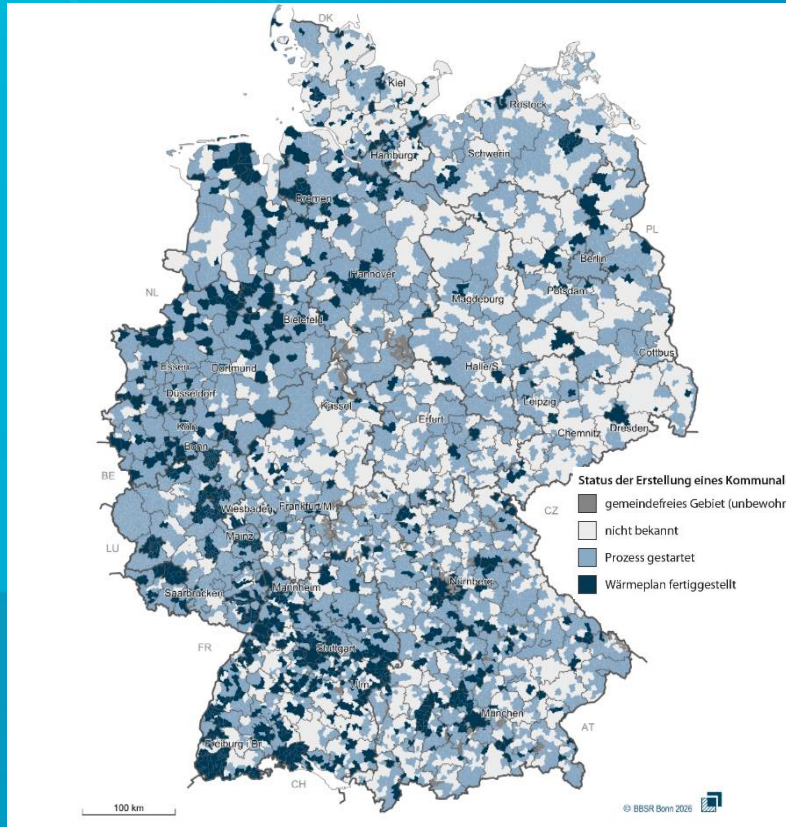 DK
Kiel
Rostock
Hamburg
Schwerin
Bremen
PL
Berlin
Hannover
Potsdam
NL
Magdeburg
Bielefeld
Cottbus
Essen
Dortmund
Halle/S.
Düsseldorf
Leipzig
Kassel
Köln
Erfurt
Dresden
Chemnitz
Bonn
BE
Status der Erstellung eines Kommunal
gemeindefreies Gebiet (unbewohn
CZ
Wiesbaden
Frankfurt/M.
nicht bekannt
Mainz
LU
Prozess gestartet
Nürnberg
Wärmeplan fertiggestellt
Mannheim
Saarbrücken
FR
Stuttgart
Ulm
München
AT
Freiburg i.Br.
CH
100 km
© BBSR Bonn 2026